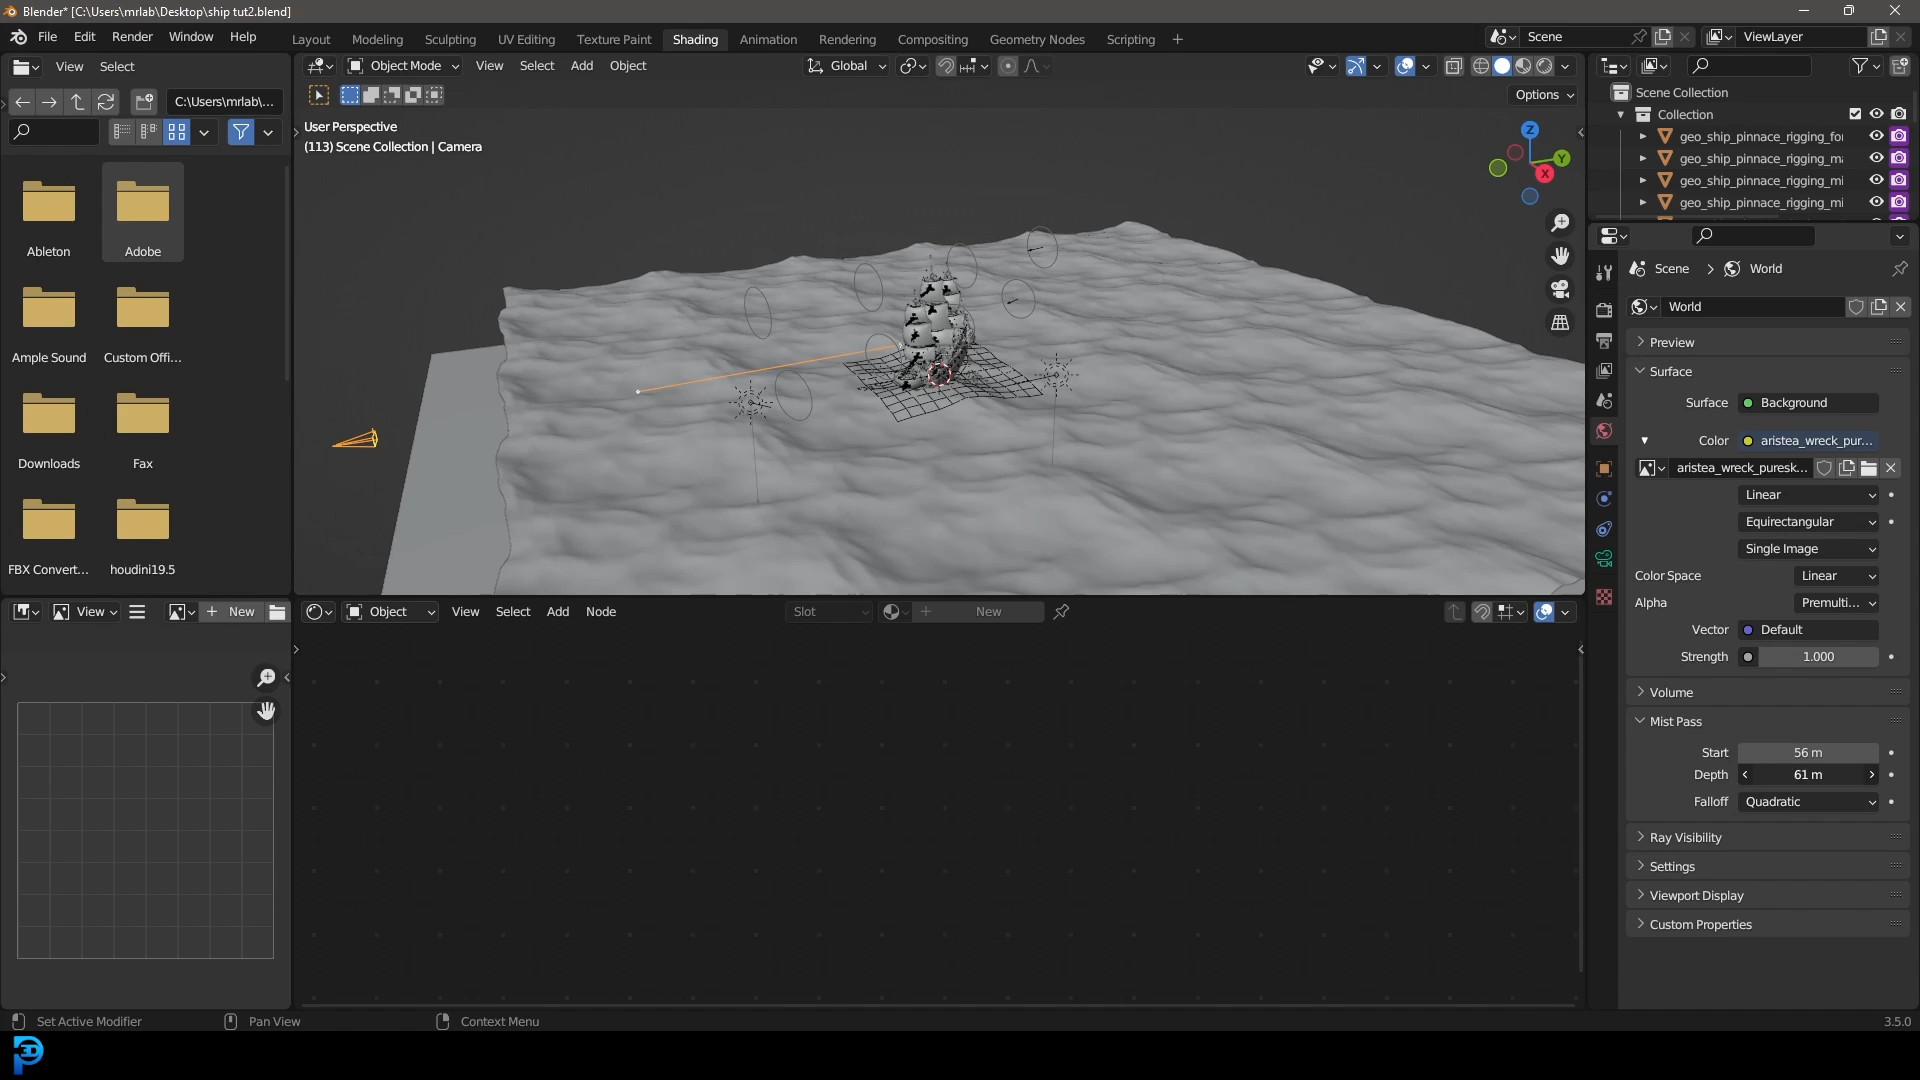 Blender* [C:\Users\mrlab\Desktop\ship tut2.blend]
File Edit Render Window Help
Layout Modeling Sculpting UV Editing Texture Paint Shading Animation Rendering Compositing Geometry Nodes Scripting +
Scene
ViewLayer
View Select
Object Mode View Select Add Object
Global
C:\Users\mrlab\...
Options
User Perspective
(113) Scene Collection | Camera
Z
Y
X
Scene Collection
Collection
geo_ship_pinnace_rigging_fo
geo_ship_pinnace_rigging_m
geo_ship_pinnace_rigging_mi
geo_ship_pinnace_rigging_mi
Ableton
Adobe
Ample Sound
Custom Offi...
Downloads
Fax
FBX Convert...
houdini19.5
Scene > World
World
Preview
Surface
Surface Background
Color aristea_wreck_pur...
aristea_wreck_puresk...
Linear
Equirectangular
Single Image
Color Space Linear
Alpha Premulti...
Vector Default
Strength 1.000
Volume
Mist Pass
Start 56 m
Depth 61 m
Falloff Quadratic
Ray Visibility
Settings
Viewport Display
Custom Properties
View
+ New
Object View Select Add Node
Slot
+ New
Set Active Modifier
Pan View
Context Menu
3.5.0
3D